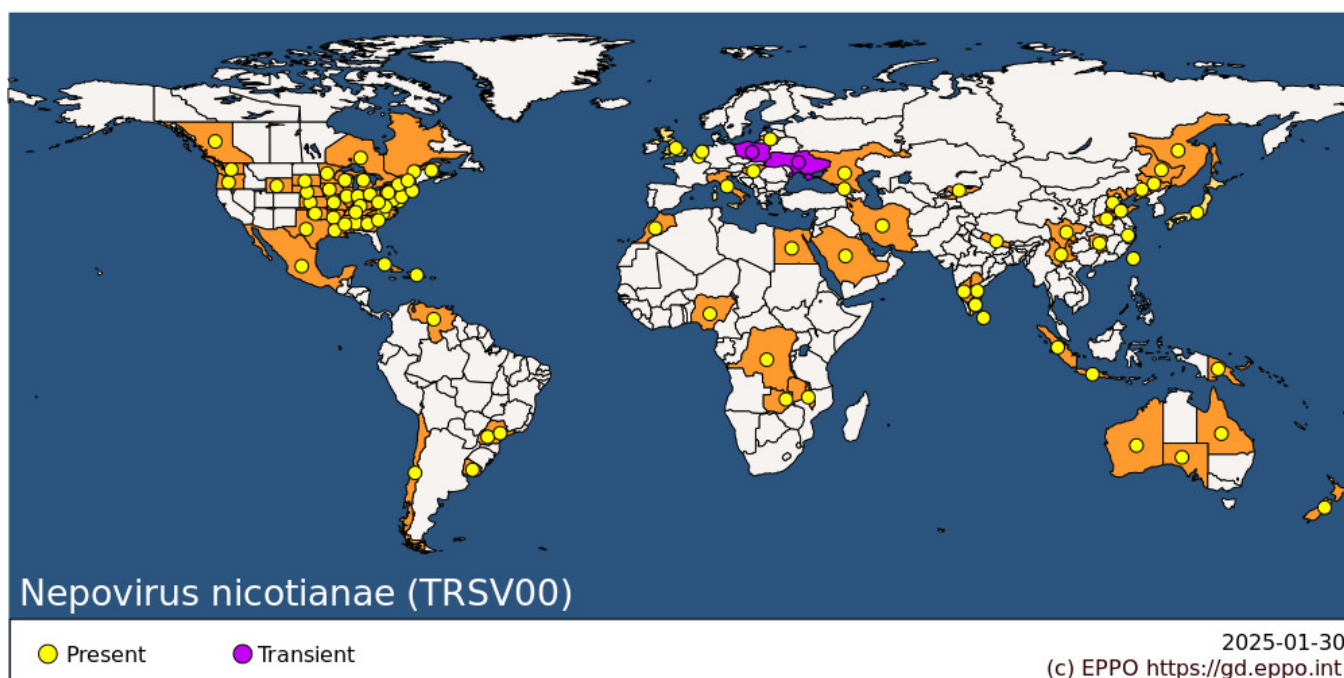 Nepovirus nicotianae (TRSV00)
Present
Transient
2025-01-30
(c) EPPO https://gd.eppo.int